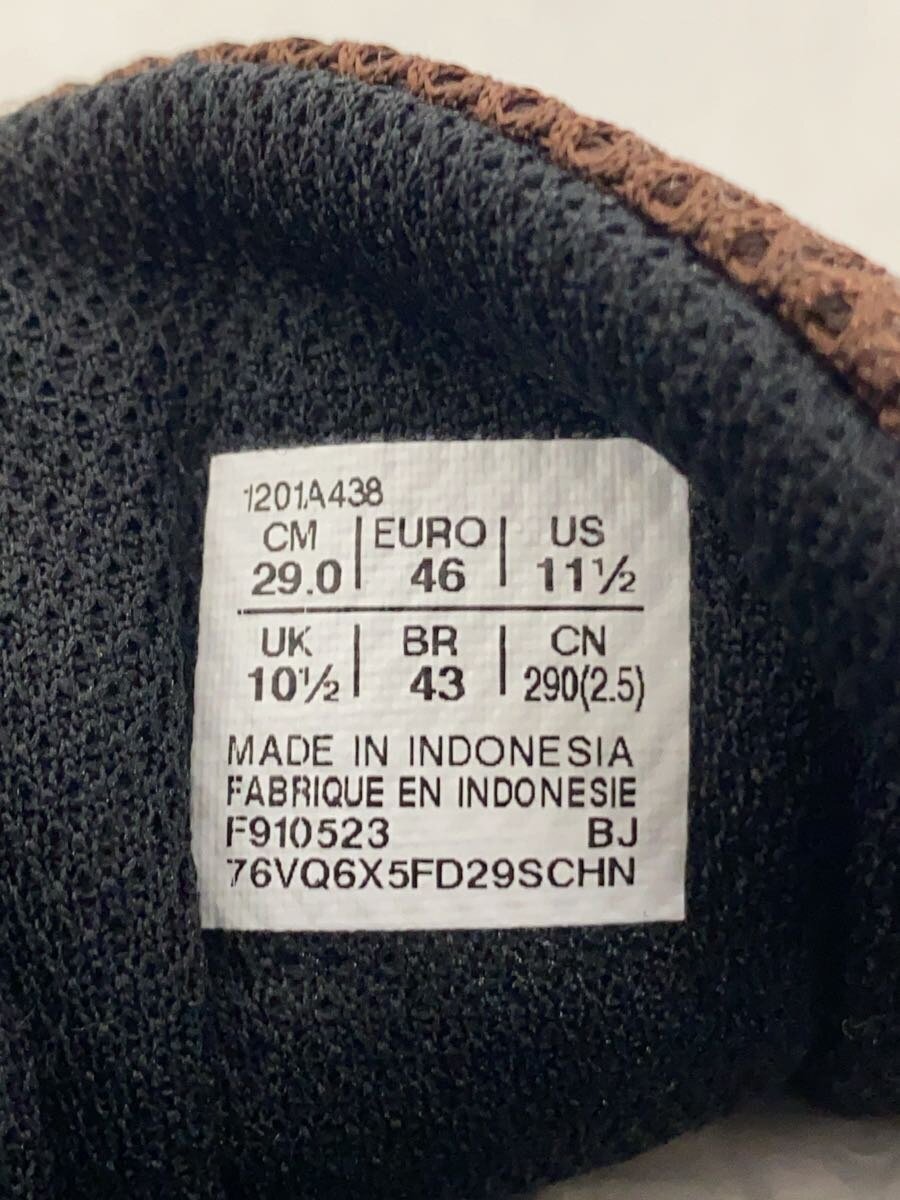 1201A438
CM | EURO | US
29.0 | 46 | 11½
UK | BR | CN
10½ | 43 | 290(2.5)
MADE IN INDONESIA
FABRIQUE EN INDONESIE
F910523 BJ
76VQ6X5FD29SCHN